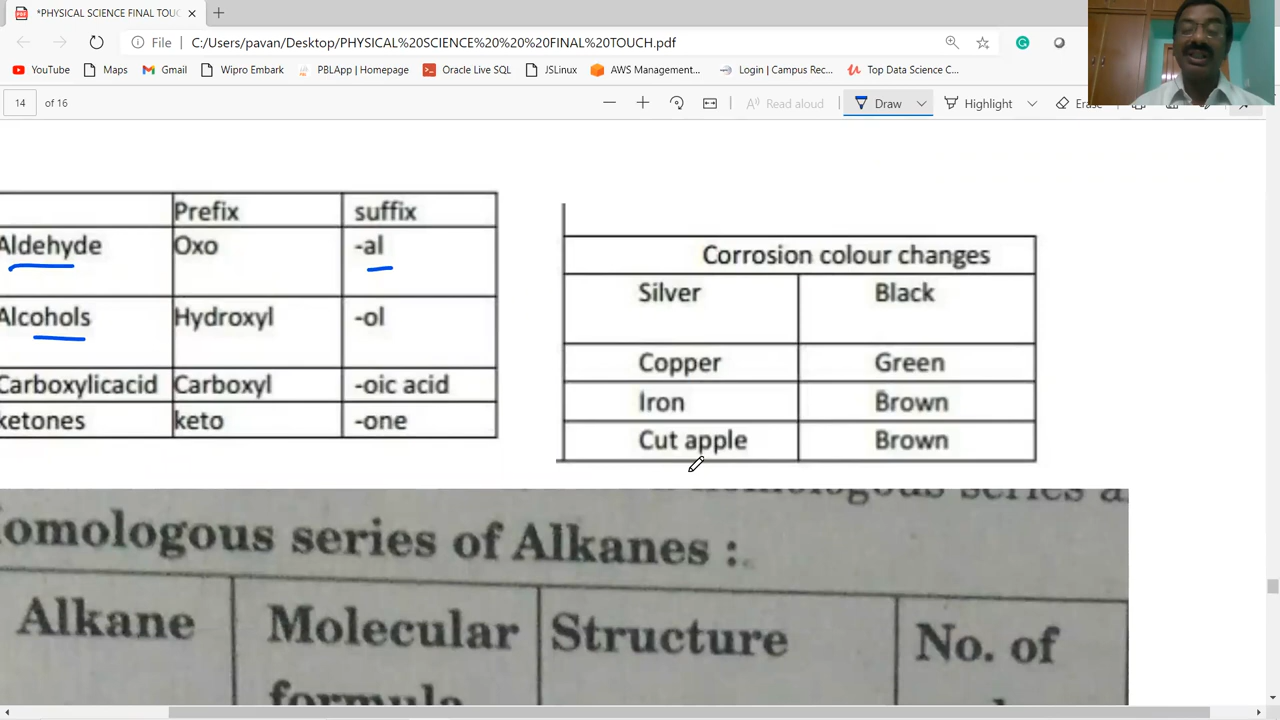 *PHYSICAL SCIENCE FINAL TOUC
File C:/Users/pavan/Desktop/PHYSICAL%20SCIENCE%20%20%20FINAL%20TOUCH.pdf
YouTube Maps Gmail Wipro Embark PBLApp | Homepage Oracle Live SQL JSLinux AWS Management... Login | Campus Rec... Top Data Science C...
14 of 16 Read aloud Draw Highlight
Prefix suffix
Aldehyde Oxo -al
Alcohols Hydroxyl -ol
Carboxylicacid Carboxyl -oic acid
ketones keto -one
Corrosion colour changes
Silver Black
Copper Green
Iron Brown
Cut apple Brown
homologous series a
omologous series of Alkanes :
Alkane Molecular Structure No. of
formula